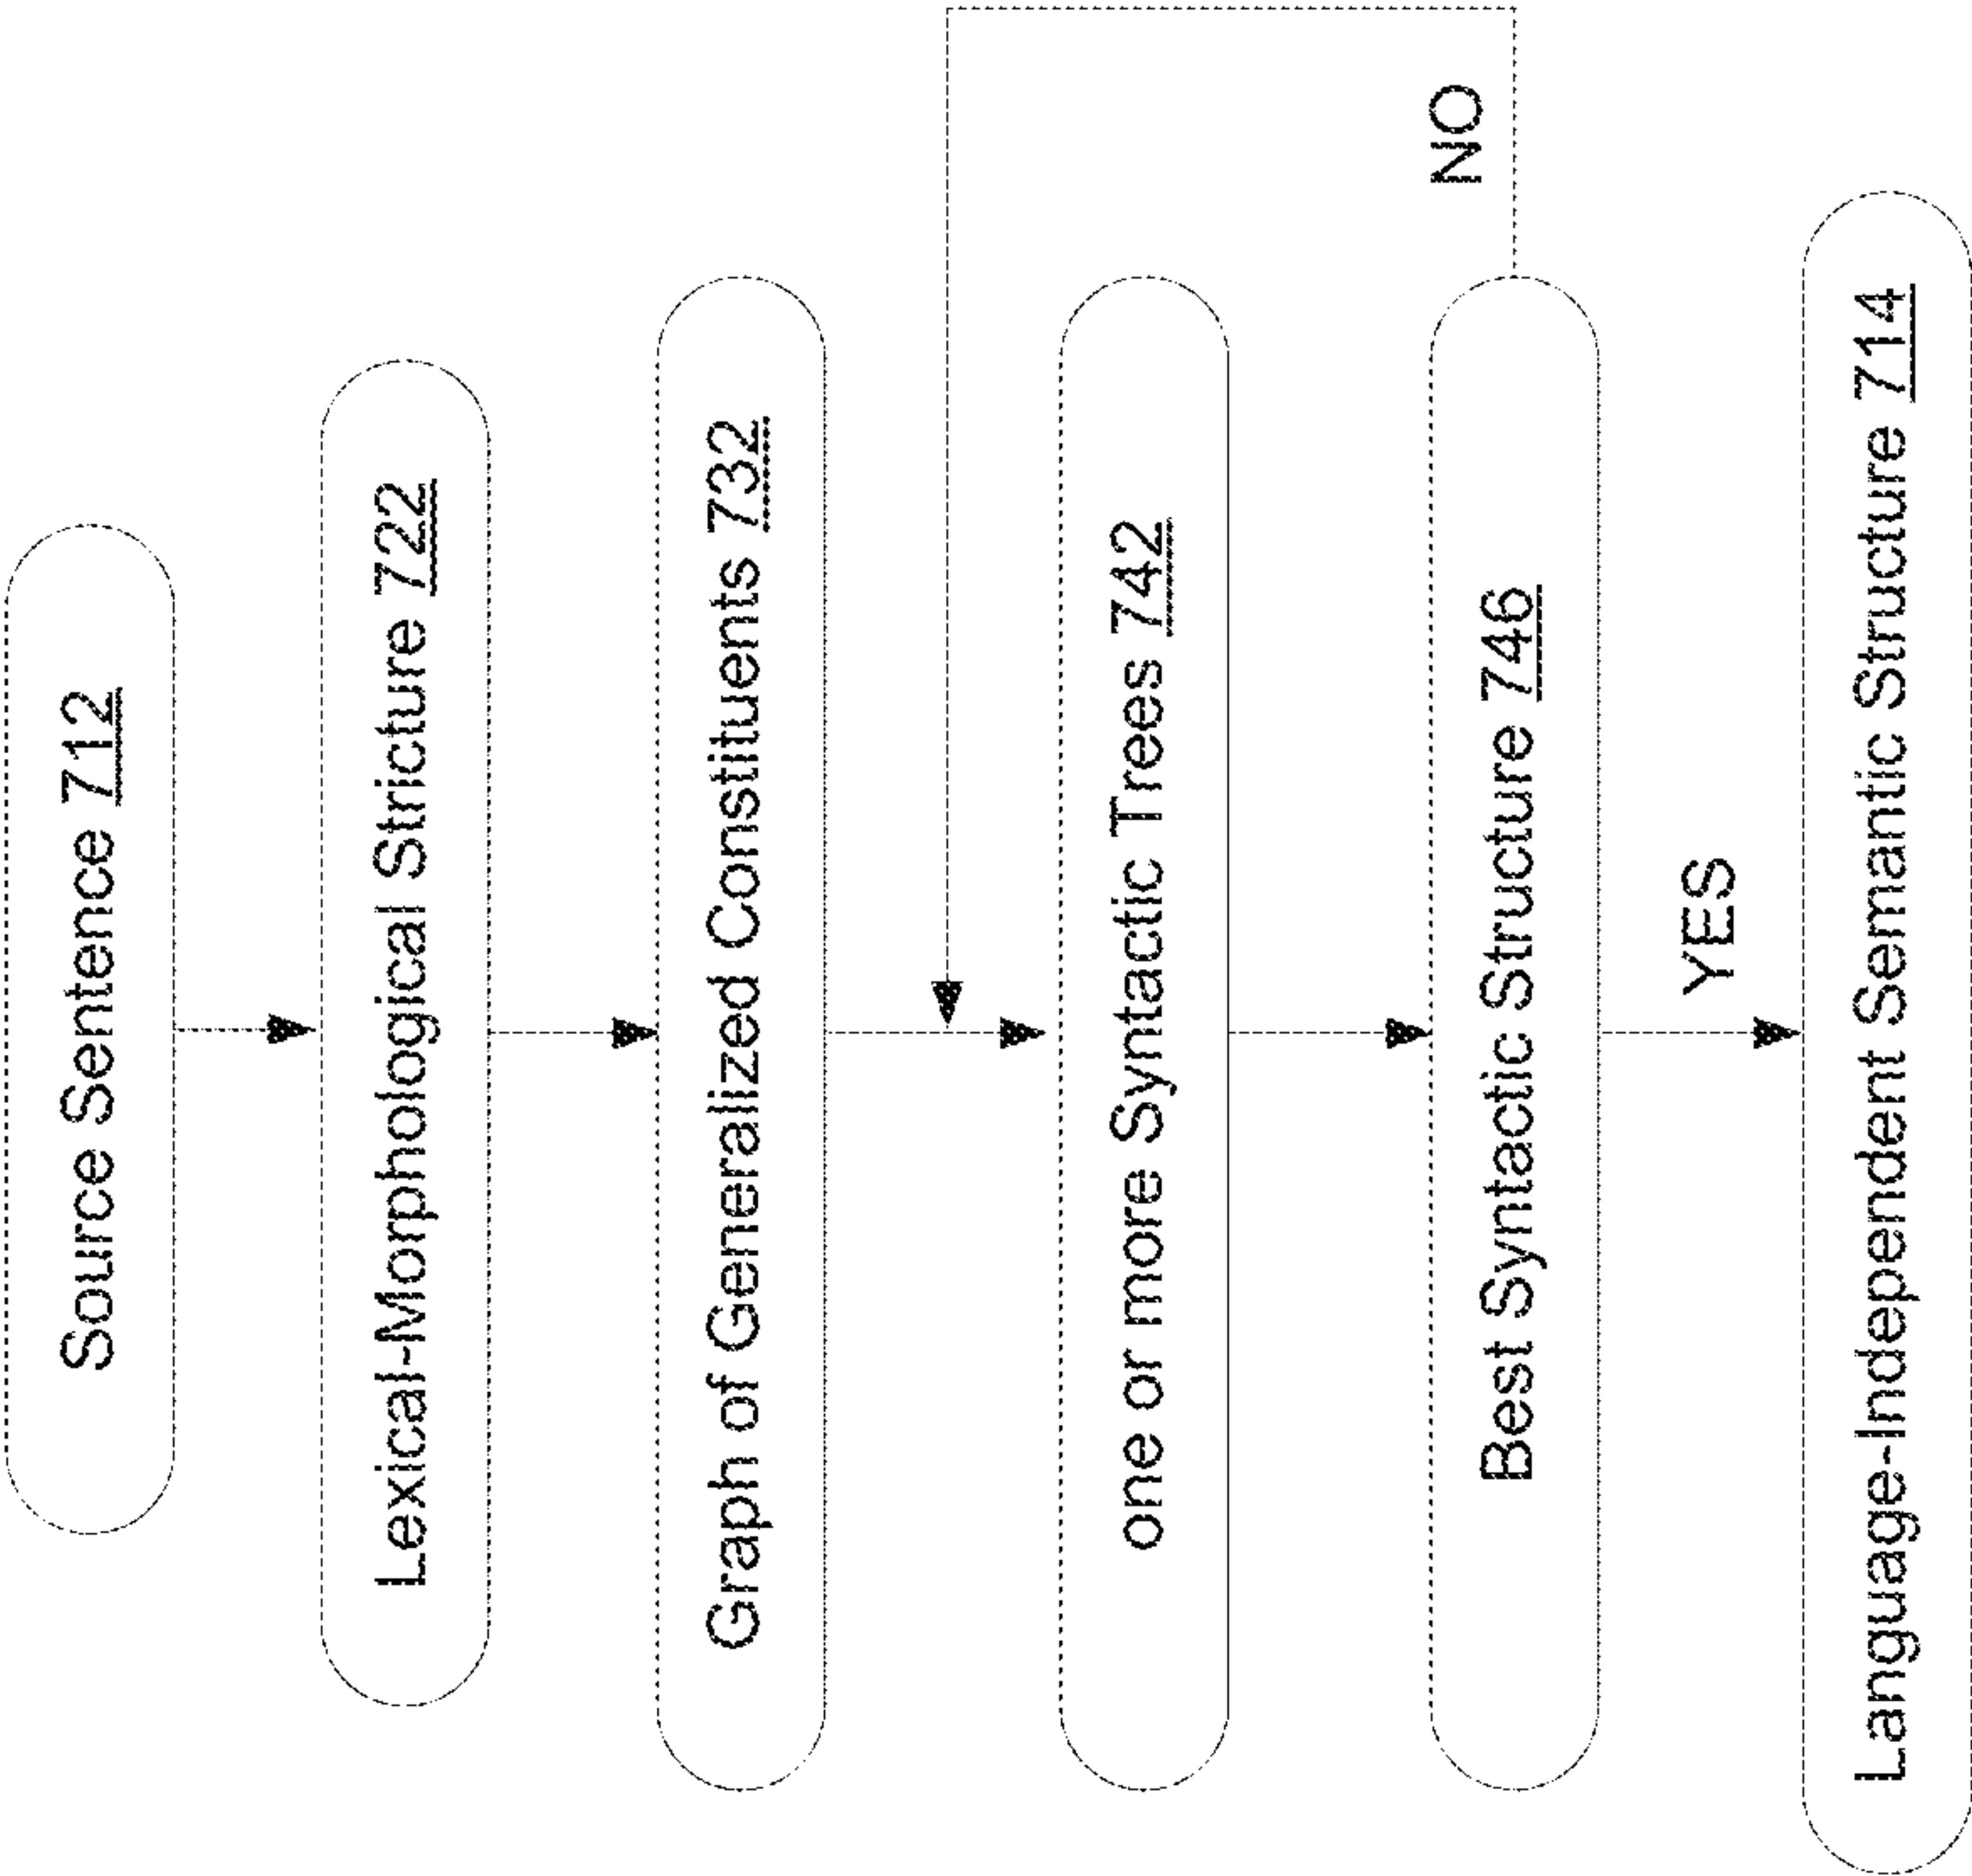 Source Sentence 712
Lexical-Morphological Stricture 722
Graph of Generalized Constituents 732
one or more Syntactic Trees 742
Best Syntactic Structure 746
NO
YES
Language-Independent Semantic Structure 714